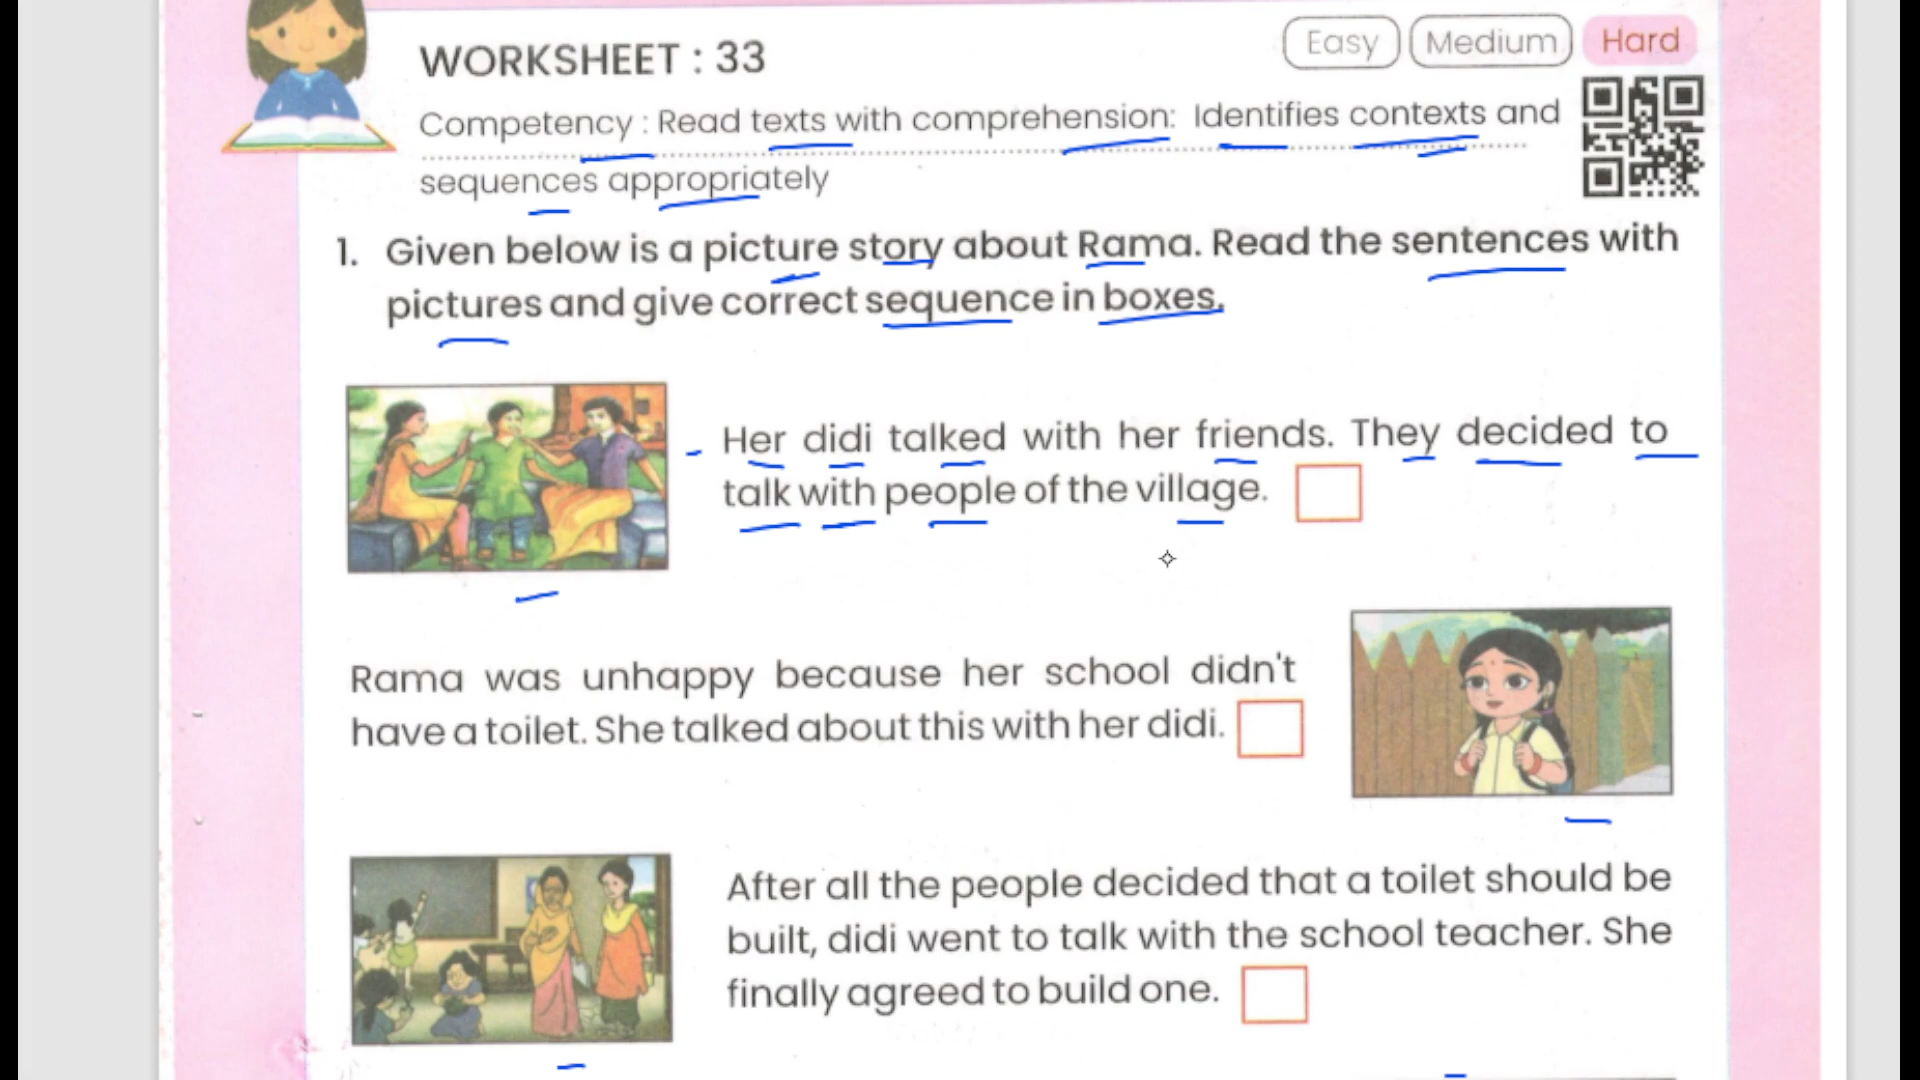 WORKSHEET : 33
Easy Medium Hard
Competency : Read texts with comprehension: Identifies contexts and
sequences appropriately
1. Given below is a picture story about Rama. Read the sentences with
pictures and give correct sequence in boxes.
Her didi talked with her friends. They decided to
talk with people of the village.
Rama was unhappy because her school didn't
have a toilet. She talked about this with her didi.
After all the people decided that a toilet should be
built, didi went to talk with the school teacher. She
finally agreed to build one.